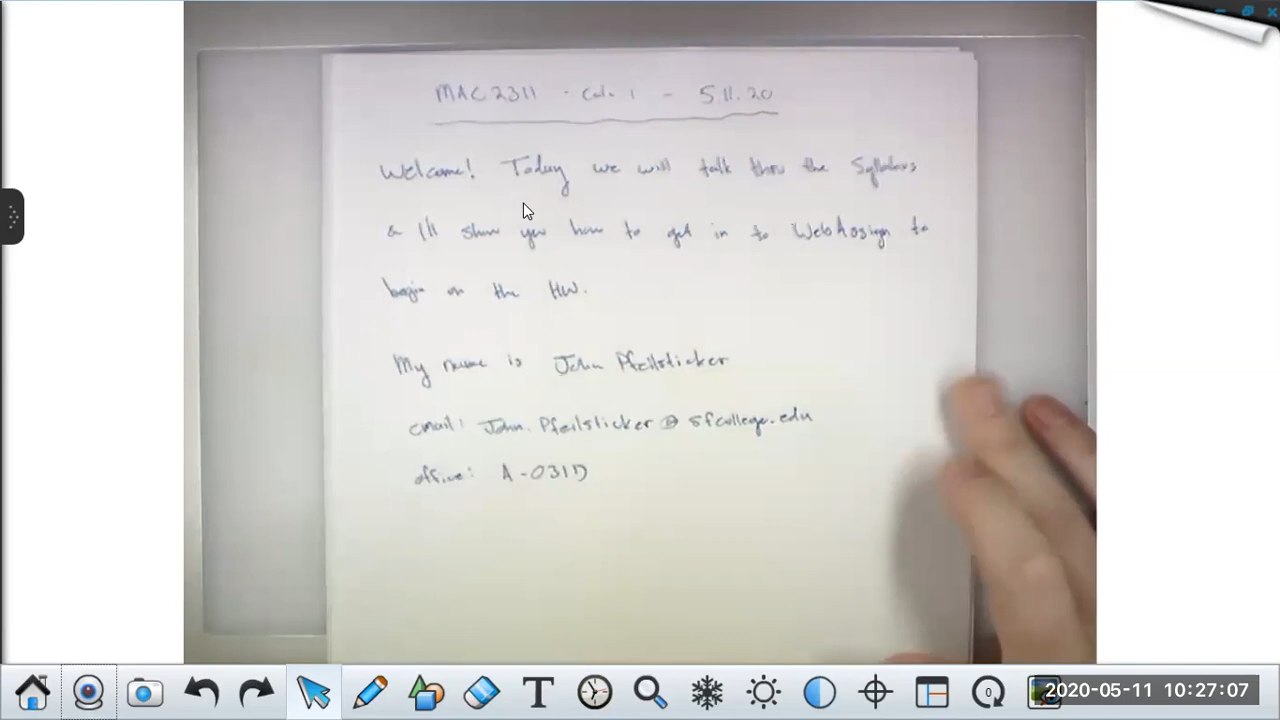 MAC2311 - Calc 1 - 5.11.20
Welcome! Today we will talk thru the Syllabus
& I'll show you how to get in to WebAssign to
begin on the HW.
My name is John Pfeilsticker
email: John.Pfeilsticker@sfcollege.edu
office: A-031D
T
0
2020-05-11 10:27:07